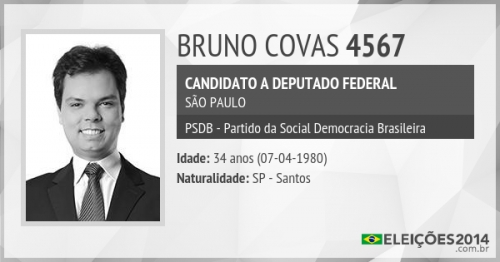 BRUNO COVAS 4567
CANDIDATO A DEPUTADO FEDERAL
SÃO PAULO
PSDB - Partido da Social Democracia Brasileira
Idade: 34 anos (07-04-1980)
Naturalidade: SP - Santos
ELEIÇÕES2014
.com.br